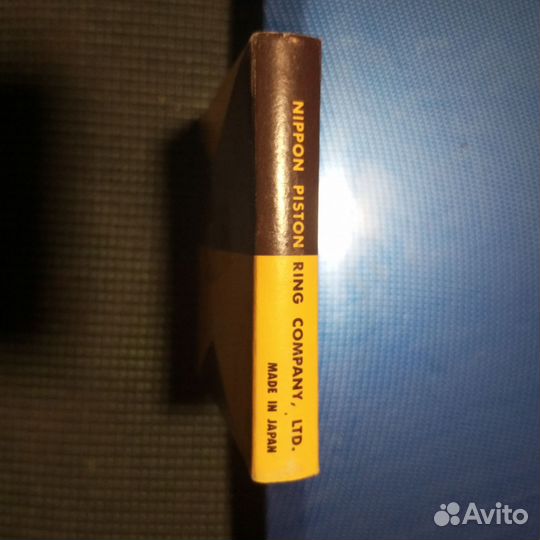 NIPPON PISTON RING COMPANY, LTD.
MADE IN JAPAN
Avito